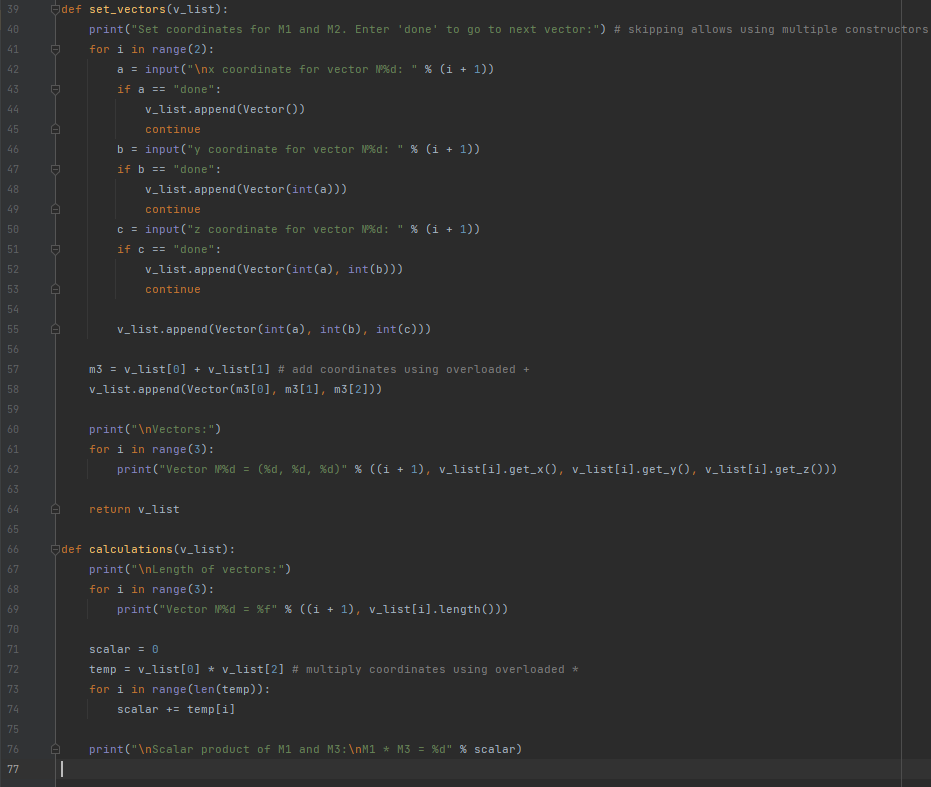 39 def set_vectors(v_list):
40     print("Set coordinates for M1 and M2. Enter 'done' to go to next vector:") # skipping allows using multiple constructors
41     for i in range(2):
42         a = input("\nx coordinate for vector №%d: " % (i + 1))
43         if a == "done":
44             v_list.append(Vector())
45             continue
46         b = input("y coordinate for vector №%d: " % (i + 1))
47         if b == "done":
48             v_list.append(Vector(int(a)))
49             continue
50         c = input("z coordinate for vector №%d: " % (i + 1))
51         if c == "done":
52             v_list.append(Vector(int(a), int(b)))
53             continue
54
55         v_list.append(Vector(int(a), int(b), int(c)))
56
57     m3 = v_list[0] + v_list[1] # add coordinates using overloaded +
58     v_list.append(Vector(m3[0], m3[1], m3[2]))
59
60     print("\nVectors:")
61     for i in range(3):
62         print("Vector №%d = (%d, %d, %d)" % ((i + 1), v_list[i].get_x(), v_list[i].get_y(), v_list[i].get_z()))
63
64     return v_list
65
66 def calculations(v_list):
67     print("\nLength of vectors:")
68     for i in range(3):
69         print("Vector №%d = %f" % ((i + 1), v_list[i].length()))
70
71     scalar = 0
72     temp = v_list[0] * v_list[2] # multiply coordinates using overloaded *
73     for i in range(len(temp)):
74         scalar += temp[i]
75
76     print("\nScalar product of M1 and M3:\nM1 * M3 = %d" % scalar)
77